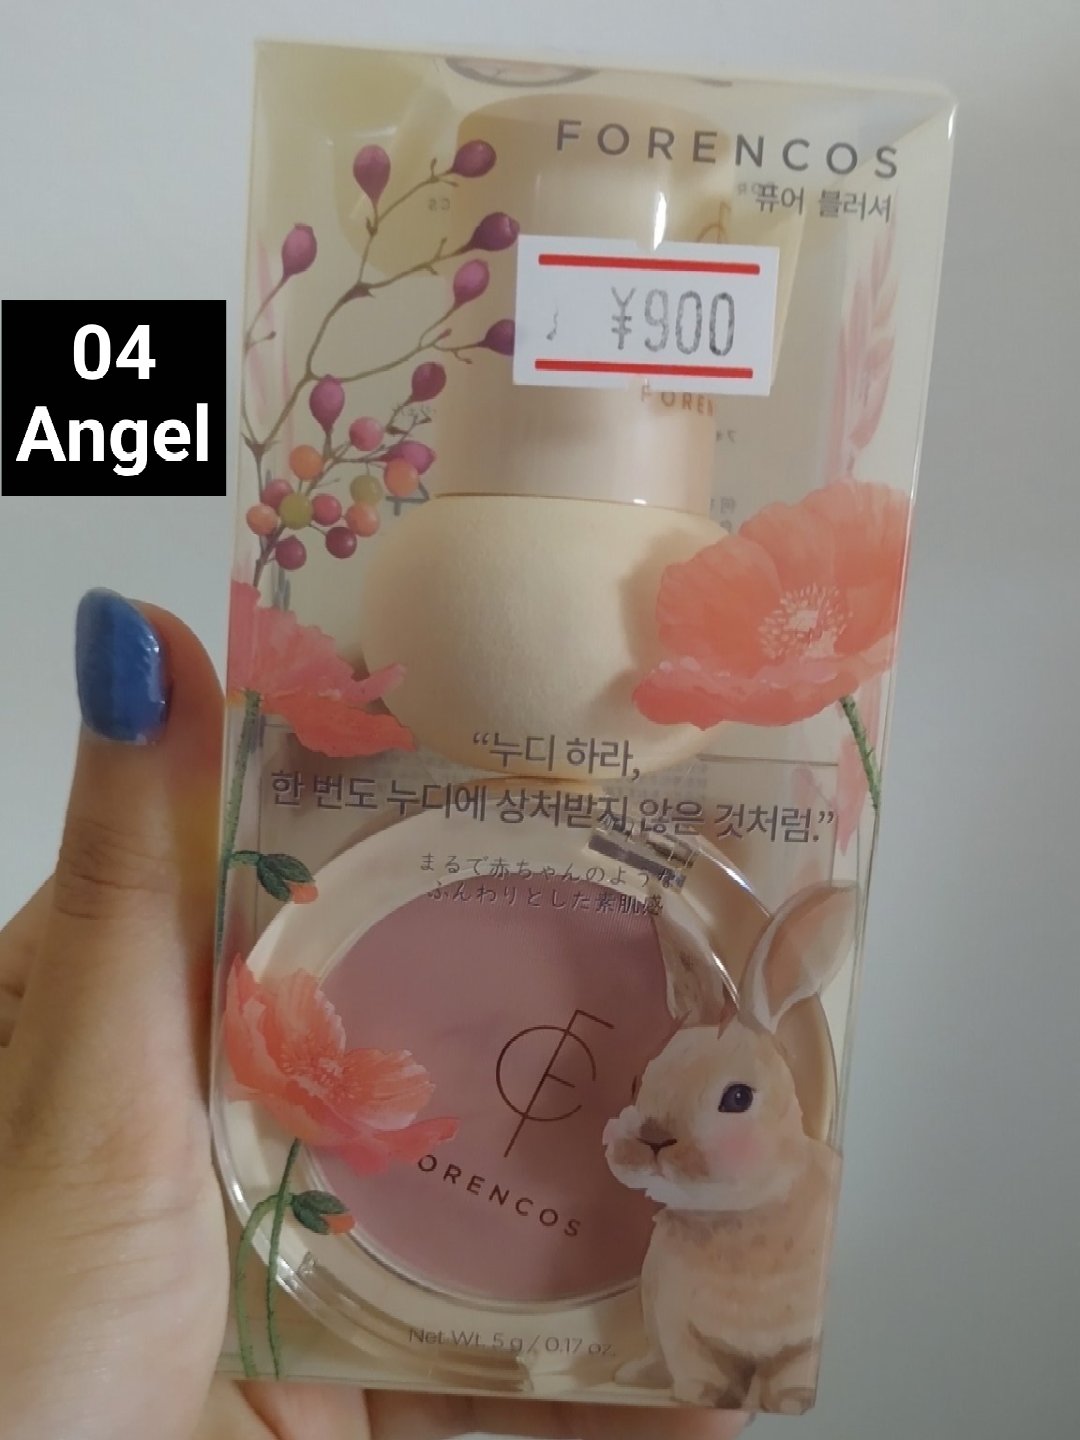 FORENCOS
퓨어 블러셔
¥900
FOREN
04
Angel
“누디 하라,
한 번도 누디에 상처받지 않은 것처럼.”
まるで赤ちゃんのような
ふんわりとした素肌感
FORENCOS
Net Wt. 5 g / 0.17 oz.